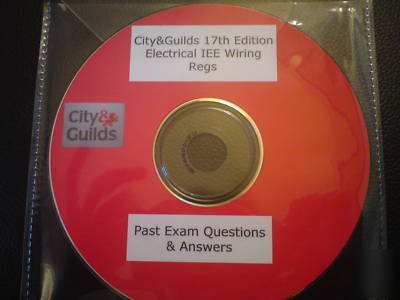 City&Guilds 17th Edition
Electrical IEE Wiring
Regs
City&
Guilds
Past Exam Questions
& Answers